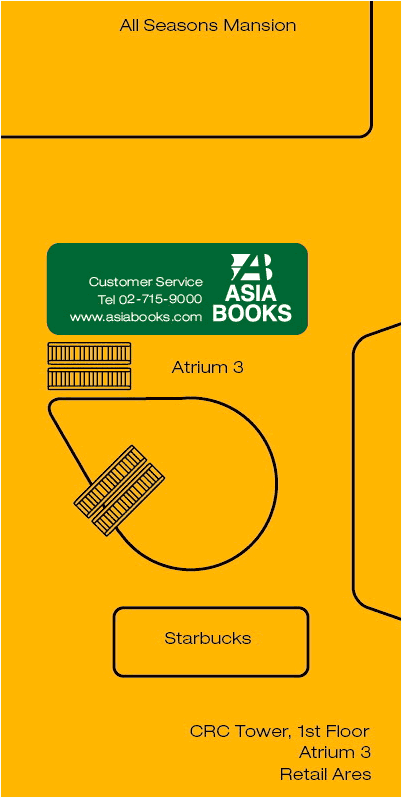 All Seasons Mansion
Customer Service
Tel 02-715-9000
www.asiabooks.com
AB
ASIA
BOOKS
Atrium 3
Starbucks
CRC Tower, 1st Floor
Atrium 3
Retail Ares